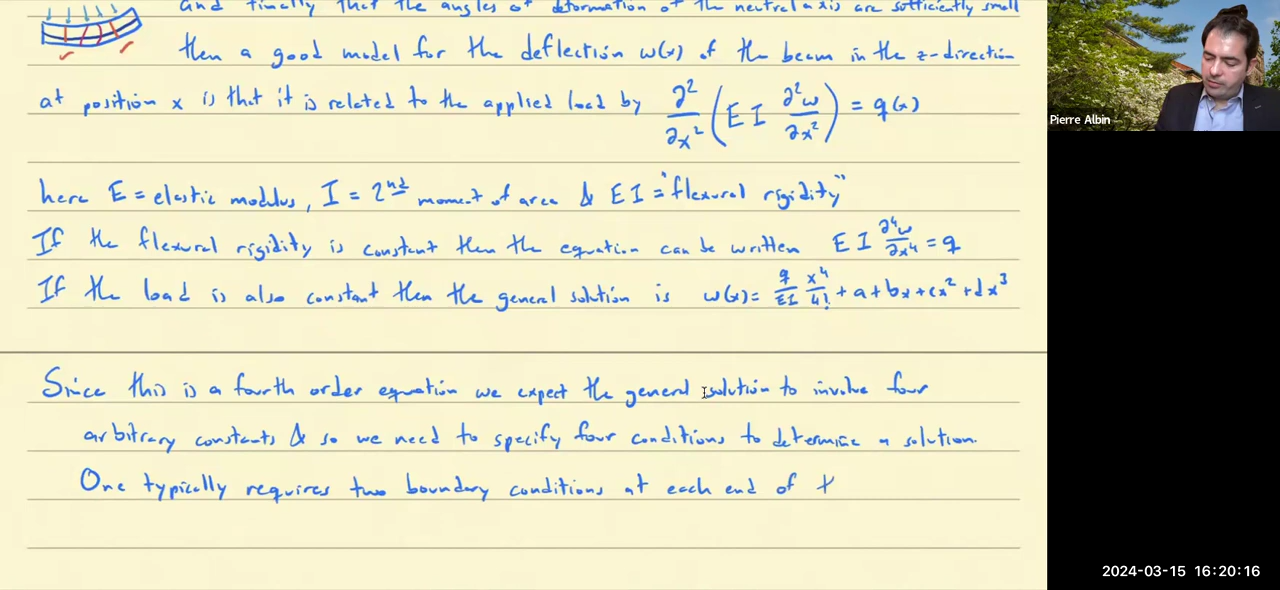 and finally that the angles of deformation of the neutral axis are sufficiently small
then a good model for the deflection w(x) of the beam in the z-direction
at position x is that it is related to the applied load by ∂²/∂x² (E I ∂²w/∂x²) = q(x)
here E = elastic modulus, I = 2nd moment of area & E I = "flexural rigidity"
If the flexural rigidity is constant then the equation can be written E I ∂⁴w/∂x⁴ = q
If the load is also constant then the general solution is w(x) = q/EI x⁴/4! + a + bx + cx² + dx³
Since this is a fourth order equation we expect the general solution to involve four
arbitrary constants & so we need to specify four conditions to determine a solution.
One typically requires two boundary conditions at each end of t
Pierre Albin
2024-03-15 16:20:16